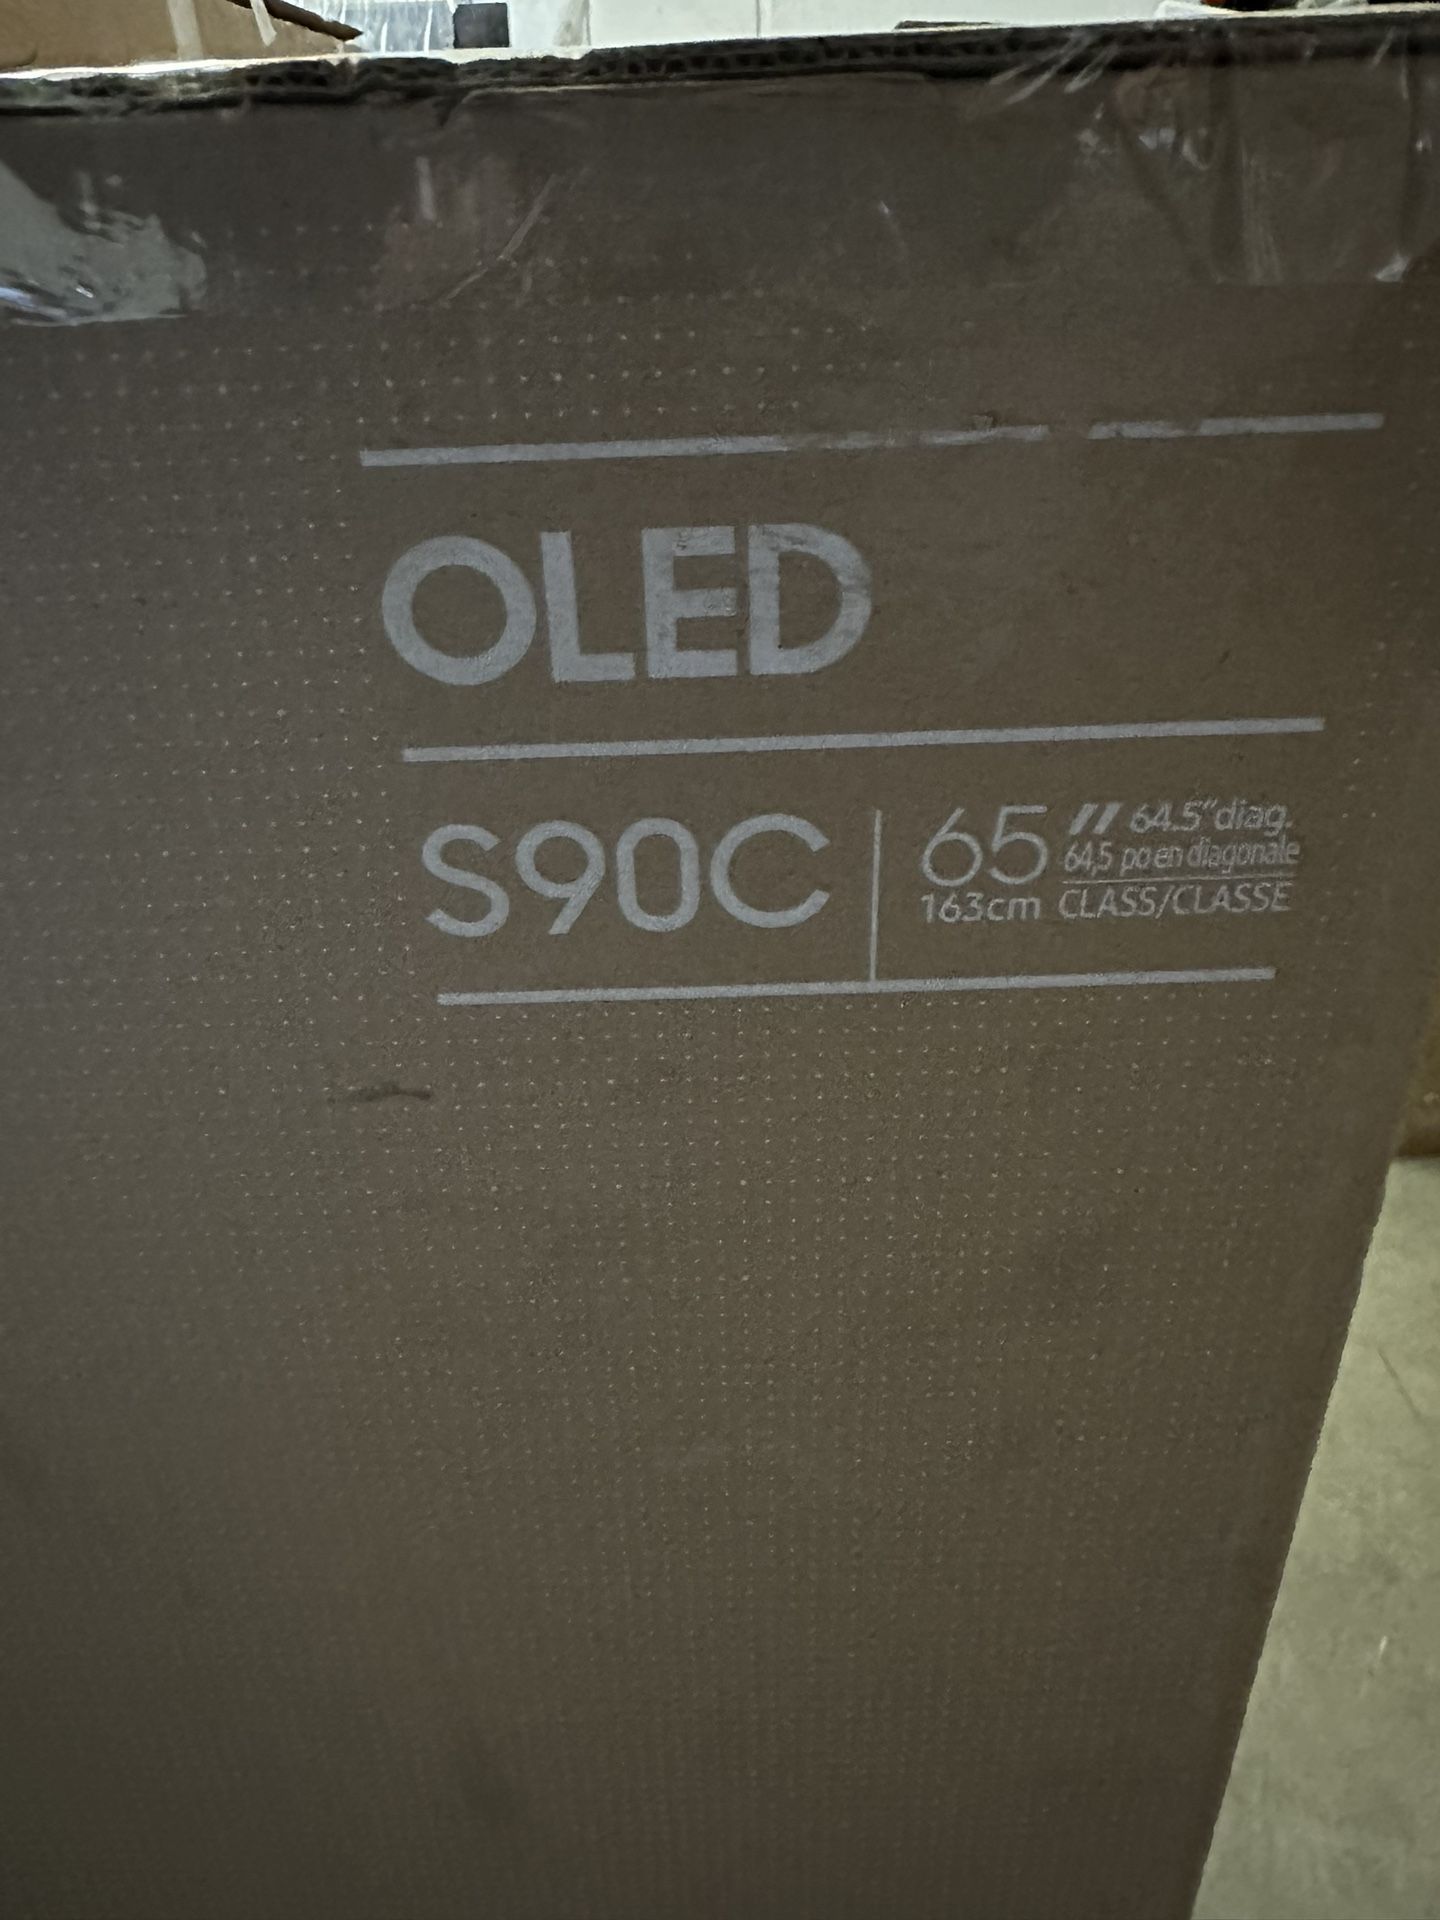 OLED
S90C
65" 64.5" diag.
64,5 po en diagonale
163cm CLASS/CLASSE